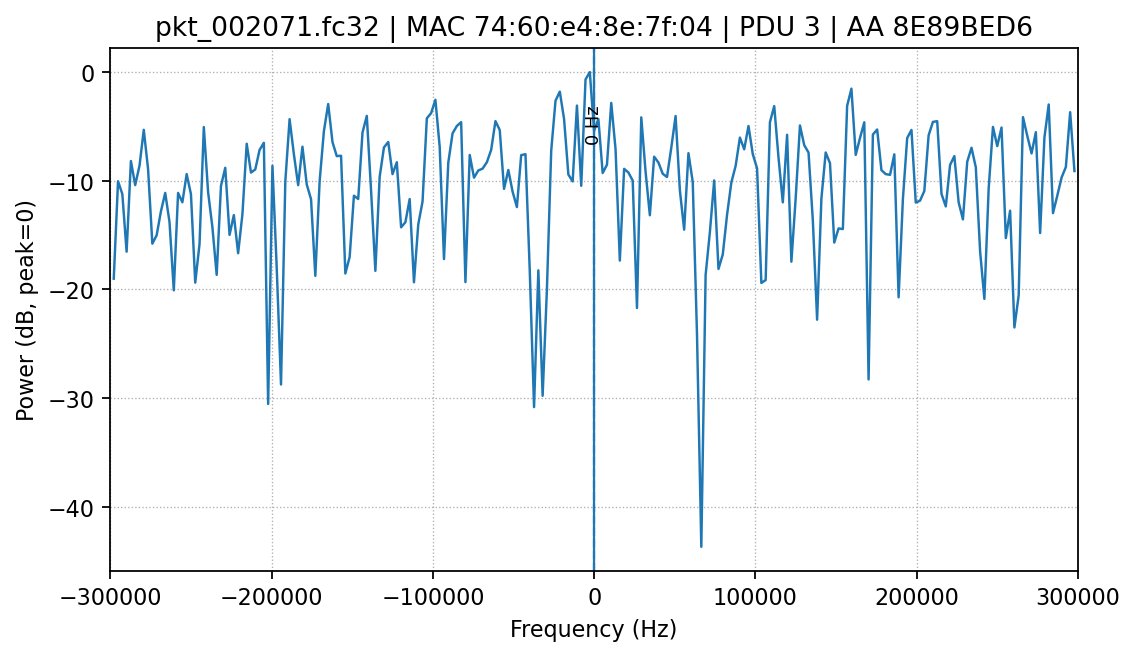 pkt_002071.fc32 | MAC 74:60:e4:8e:7f:04 | PDU 3 | AA 8E89BED6
0
−10
−20
−30
−40
Power (dB, peak=0)
0 Hz
−300000 −200000 −100000 0 100000 200000 300000
Frequency (Hz)